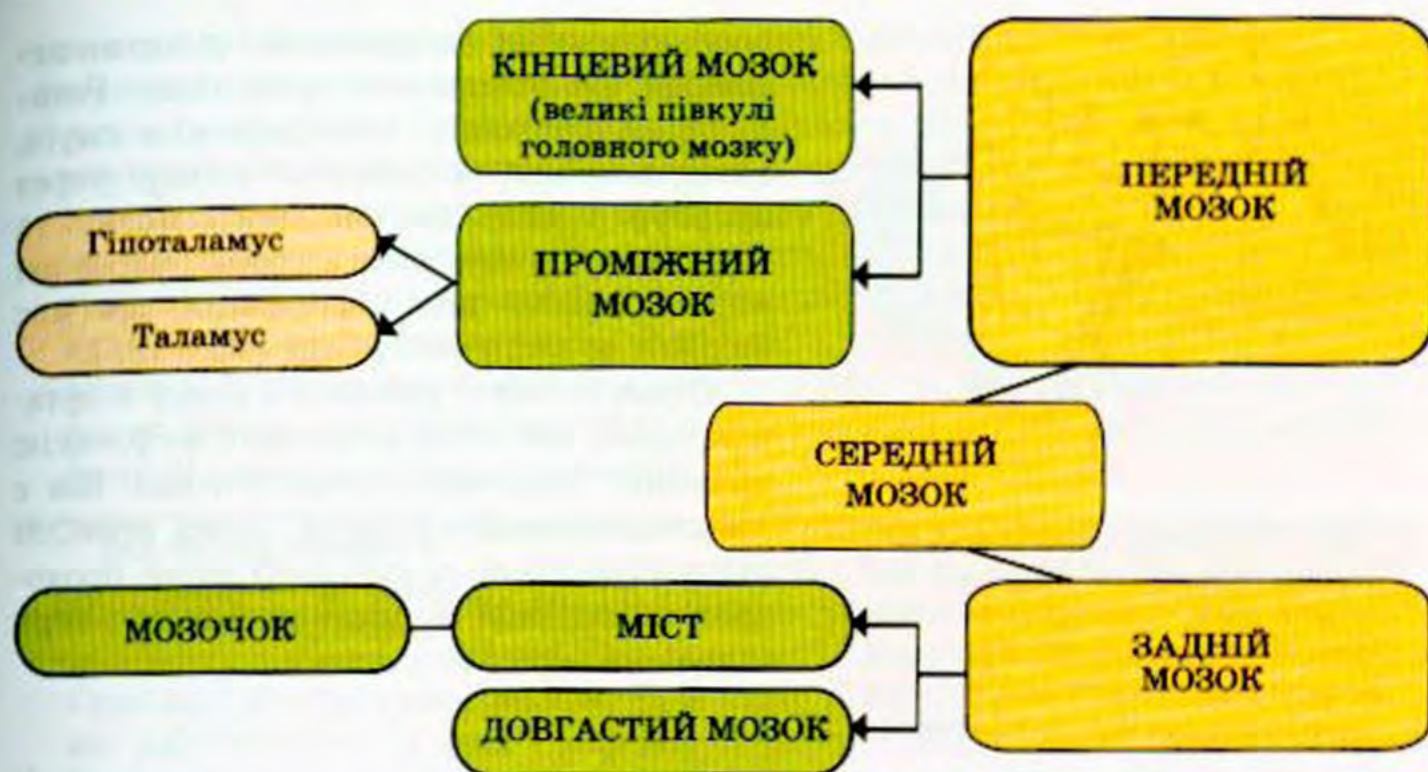 КІНЦЕВИЙ МОЗОК
(великі півкулі
головного мозку)
ПЕРЕДНІЙ
МОЗОК
Гіпоталамус
ПРОМІЖНИЙ
МОЗОК
Таламус
СЕРЕДНІЙ
МОЗОК
МОЗОЧОК
МІСТ
ЗАДНІЙ
МОЗОК
ДОВГАСТИЙ МОЗОК